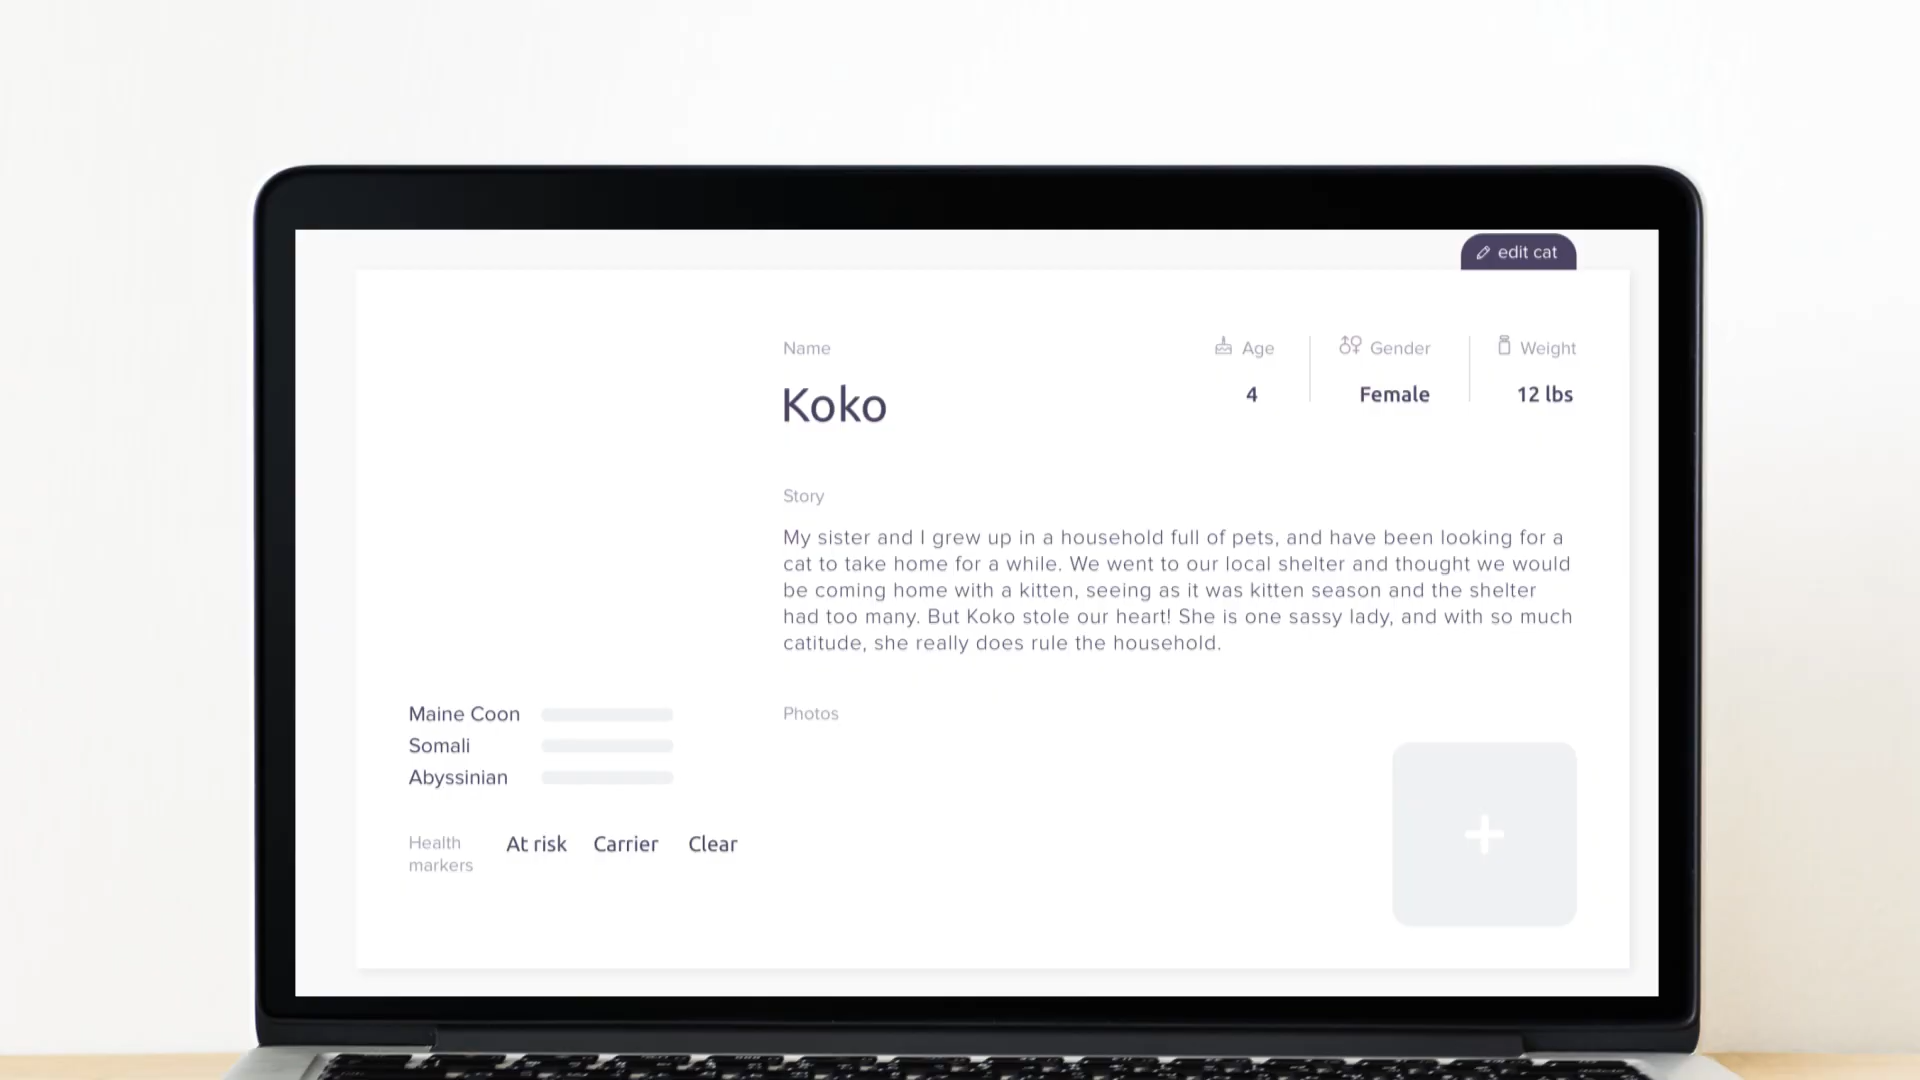 edit cat
Name
Age
Gender
Weight
Koko
4
Female
12 lbs
Story
My sister and I grew up in a household full of pets, and have been looking for a
cat to take home for a while. We went to our local shelter and thought we would
be coming home with a kitten, seeing as it was kitten season and the shelter
had too many. But Koko stole our heart! She is one sassy lady, and with so much
catitude, she really does rule the household.
Maine Coon
Somali
Abyssinian
Health
markers
At risk
Carrier
Clear
Photos